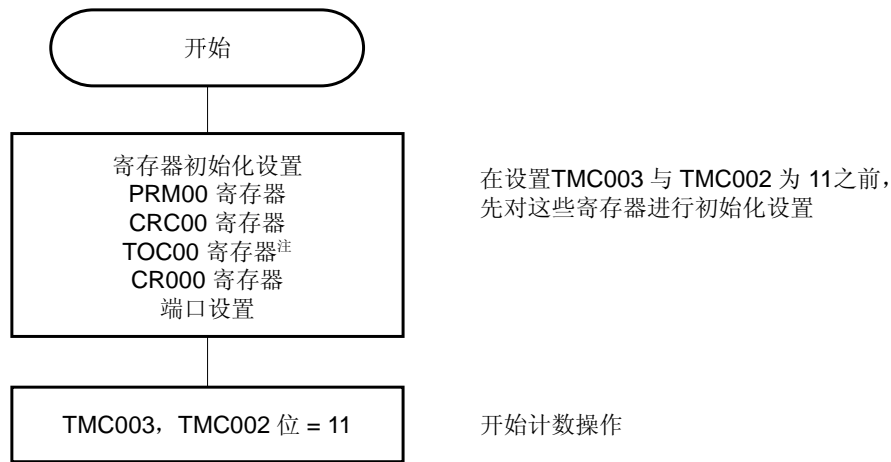 开始
寄存器初始化设置
PRM00 寄存器
CRC00 寄存器
TOC00 寄存器注
CR000 寄存器
端口设置
在设置TMC003 与 TMC002 为 11之前，
先对这些寄存器进行初始化设置
TMC003，TMC002 位 = 11
开始计数操作